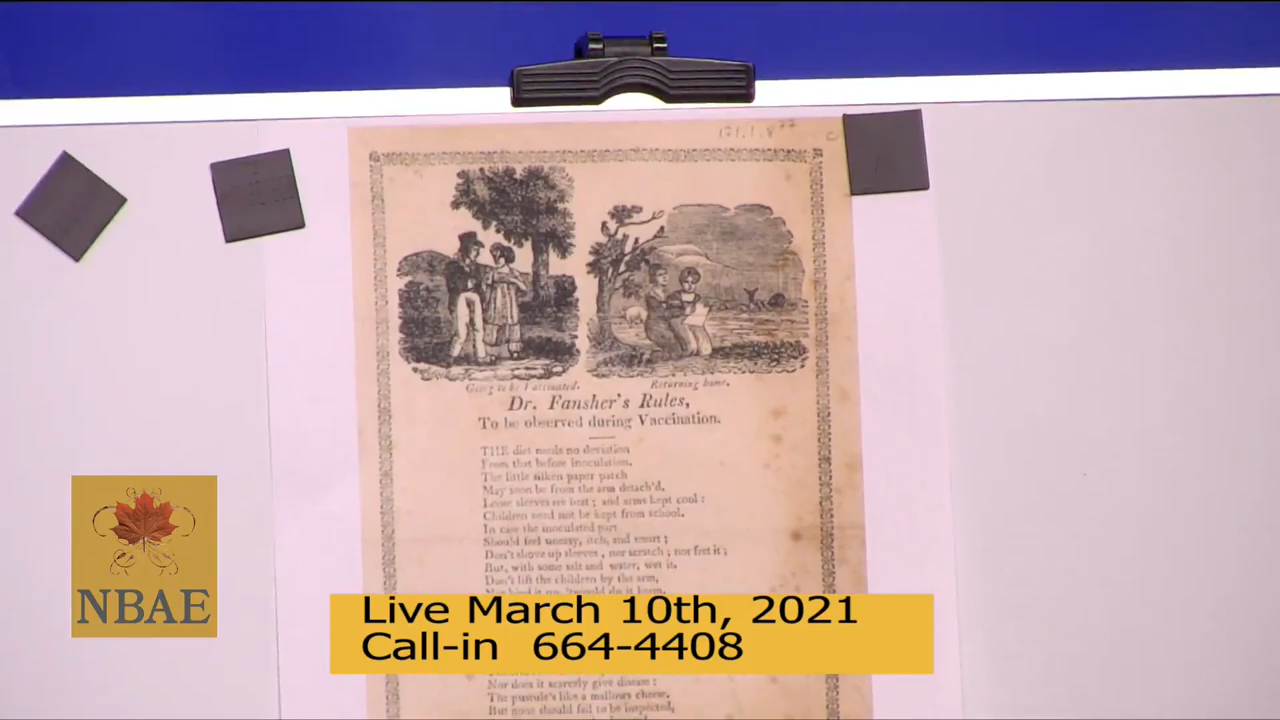 Going to be Vaccinated.
Returning home.
Dr. Fansher's Rules,
To be observed during Vaccination.
THE diet needs no deviation
From that before inoculation.
The little silken paper patch
May soon be from the arm detach'd.
Loose sleeves are best; and arms kept cool:
Children need not be kept from school.
In case the inoculated part
Should feel uneasy, itch, and smart;
Don't shove up sleeves, nor scratch; nor fret it;
But, with some salt and water, wet it.
Don't lift the children by the arm,
NBAE
Live March 10th, 2021
Call-in 664-4408
Nor does it scarcely give disease:
The pustule's like a mallows cheese.
But none should fail to be inspected,